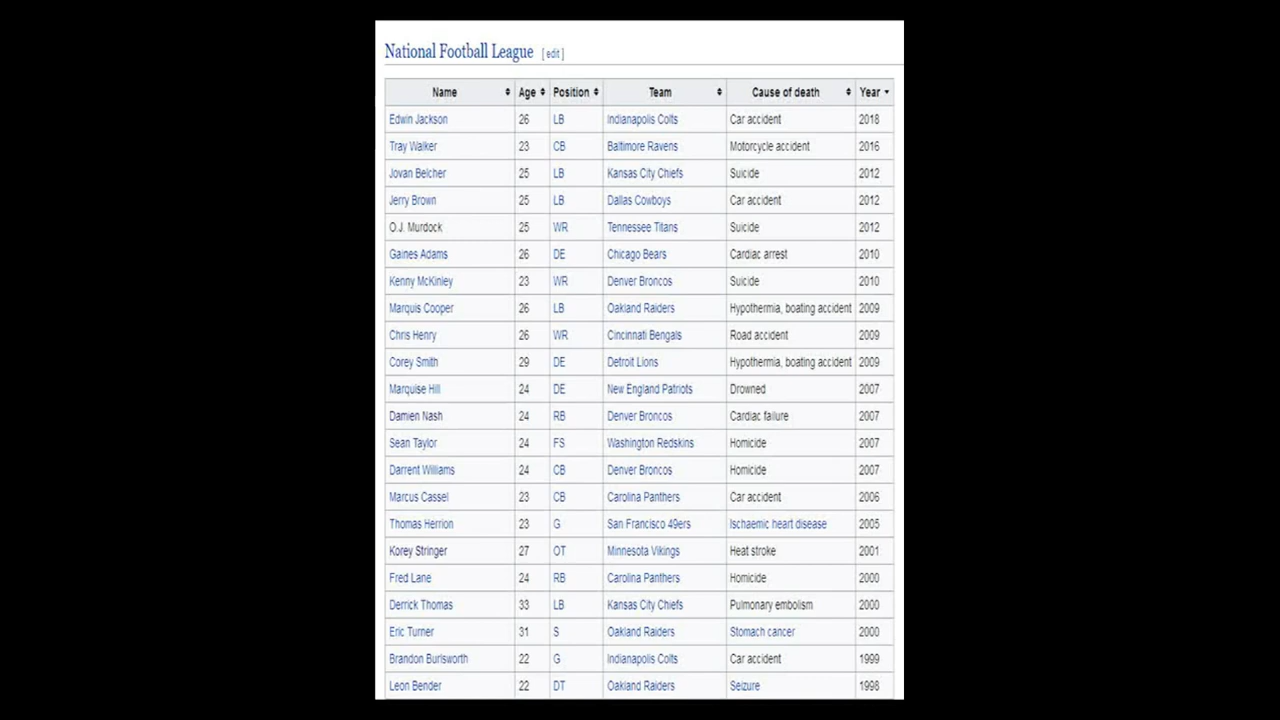 National Football League [ edit ]
Name Age Position Team Cause of death Year
Edwin Jackson 26 LB Indianapolis Colts Car accident 2018
Tray Walker 23 CB Baltimore Ravens Motorcycle accident 2016
Jovan Belcher 25 LB Kansas City Chiefs Suicide 2012
Jerry Brown 25 LB Dallas Cowboys Car accident 2012
O.J. Murdock 25 WR Tennessee Titans Suicide 2012
Gaines Adams 26 DE Chicago Bears Cardiac arrest 2010
Kenny McKinley 23 WR Denver Broncos Suicide 2010
Marquis Cooper 26 LB Oakland Raiders Hypothermia, boating accident 2009
Chris Henry 26 WR Cincinnati Bengals Road accident 2009
Corey Smith 29 DE Detroit Lions Hypothermia, boating accident 2009
Marquise Hill 24 DE New England Patriots Drowned 2007
Damien Nash 24 RB Denver Broncos Cardiac failure 2007
Sean Taylor 24 FS Washington Redskins Homicide 2007
Darrent Williams 24 CB Denver Broncos Homicide 2007
Marcus Cassel 23 CB Carolina Panthers Car accident 2006
Thomas Herrion 23 G San Francisco 49ers Ischaemic heart disease 2005
Korey Stringer 27 OT Minnesota Vikings Heat stroke 2001
Fred Lane 24 RB Carolina Panthers Homicide 2000
Derrick Thomas 33 LB Kansas City Chiefs Pulmonary embolism 2000
Eric Turner 31 S Oakland Raiders Stomach cancer 2000
Brandon Burlsworth 22 G Indianapolis Colts Car accident 1999
Leon Bender 22 DT Oakland Raiders Seizure 1998